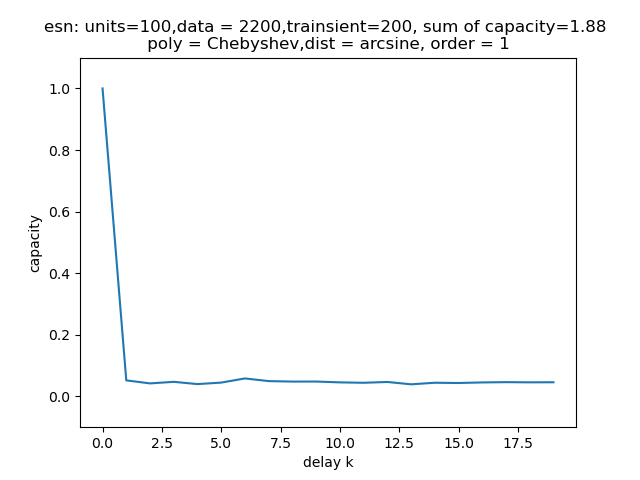 esn: units=100,data = 2200,trainsient=200, sum of capacity=1.88
poly = Chebyshev,dist = arcsine, order = 1
1.0
0.8
0.6
0.4
0.2
0.0
capacity
0.0 2.5 5.0 7.5 10.0 12.5 15.0 17.5
delay k